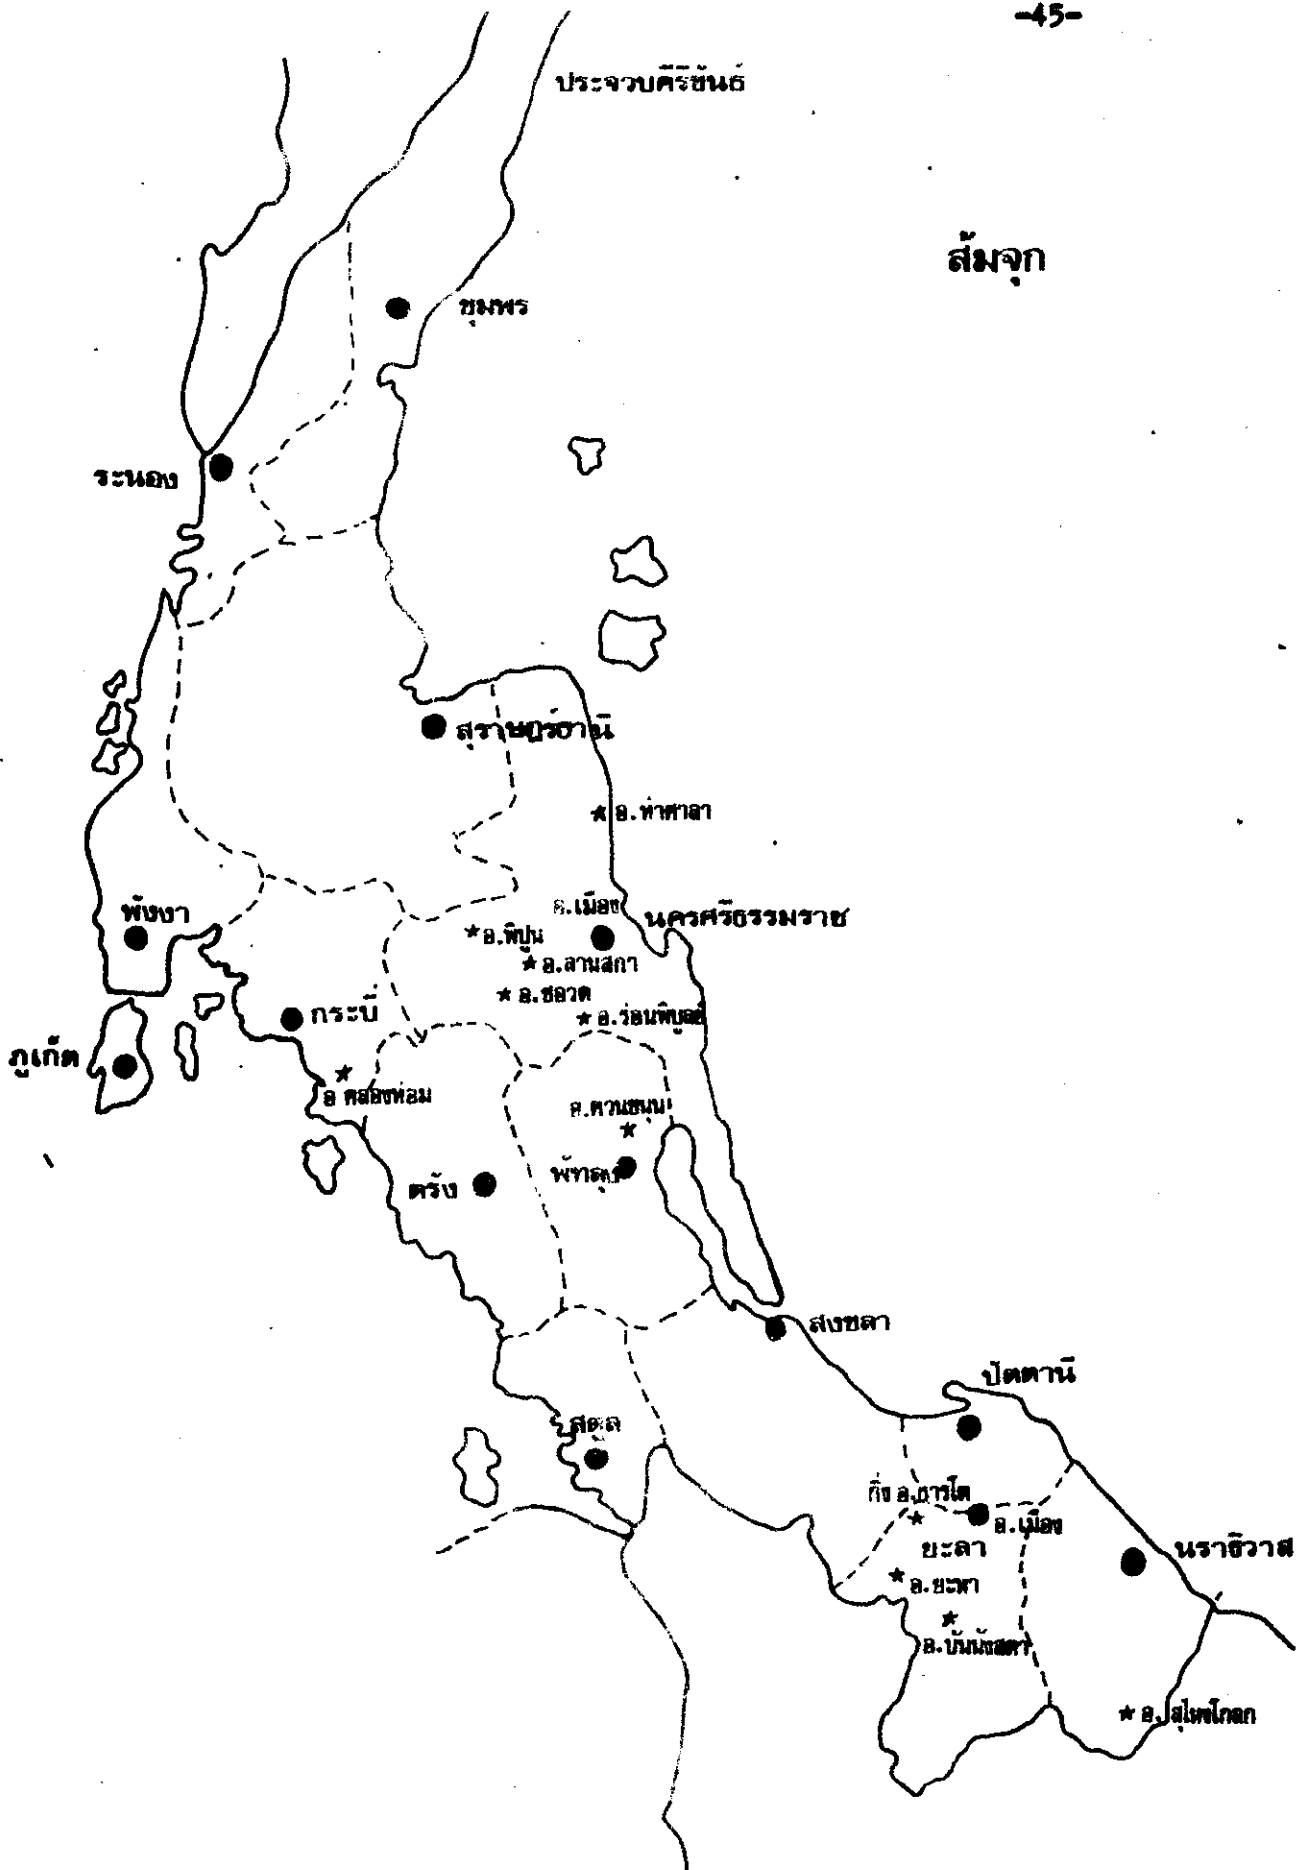 -45-
ประจวบคีรีขันธ์
ส้มจุก
ชุมพร
ระนอง
สุราษฎร์ธานี
อ.ท่าศาลา
อ.เมือง
นครศรีธรรมราช
พังงา
อ.พิปูน
อ.ลานสกา
อ.ชอวด
กระบี่
อ.ร่อนพิบูลย์
ภูเก็ต
อ คลองท่อม
อ.ควนขนุน
พัทลุง
ตรัง
สงขลา
ปัตตานี
สตูล
กิ่ง อ.ธารโต
อ.เมือง
ยะลา
นราธิวาส
อ.ยะหา
อ.บันนังสตา
อ.สุไหงโกลก